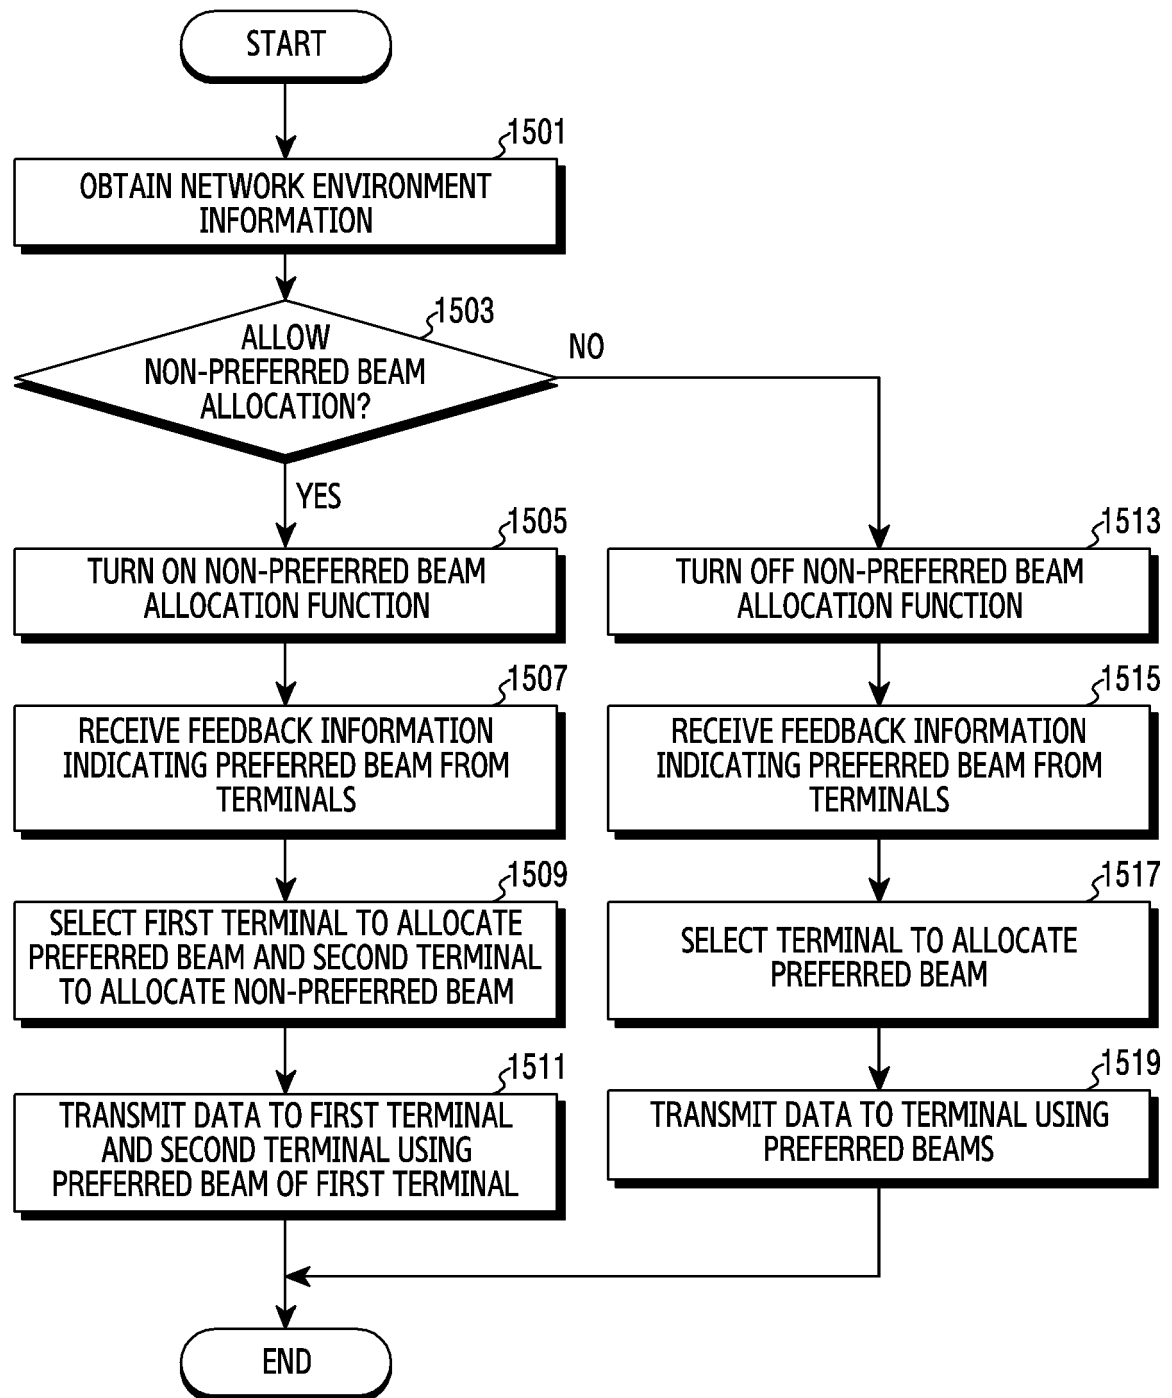 START
1501
OBTAIN NETWORK ENVIRONMENT
INFORMATION
1503
ALLOW
NON-PREFERRED BEAM
ALLOCATION?
NO
YES
1505
TURN ON NON-PREFERRED BEAM
ALLOCATION FUNCTION
1507
RECEIVE FEEDBACK INFORMATION
INDICATING PREFERRED BEAM FROM
TERMINALS
1509
SELECT FIRST TERMINAL TO ALLOCATE
PREFERRED BEAM AND SECOND TERMINAL
TO ALLOCATE NON-PREFERRED BEAM
1511
TRANSMIT DATA TO FIRST TERMINAL
AND SECOND TERMINAL USING
PREFERRED BEAM OF FIRST TERMINAL
1513
TURN OFF NON-PREFERRED BEAM
ALLOCATION FUNCTION
1515
RECEIVE FEEDBACK INFORMATION
INDICATING PREFERRED BEAM FROM
TERMINALS
1517
SELECT TERMINAL TO ALLOCATE
PREFERRED BEAM
1519
TRANSMIT DATA TO TERMINAL USING
PREFERRED BEAMS
END